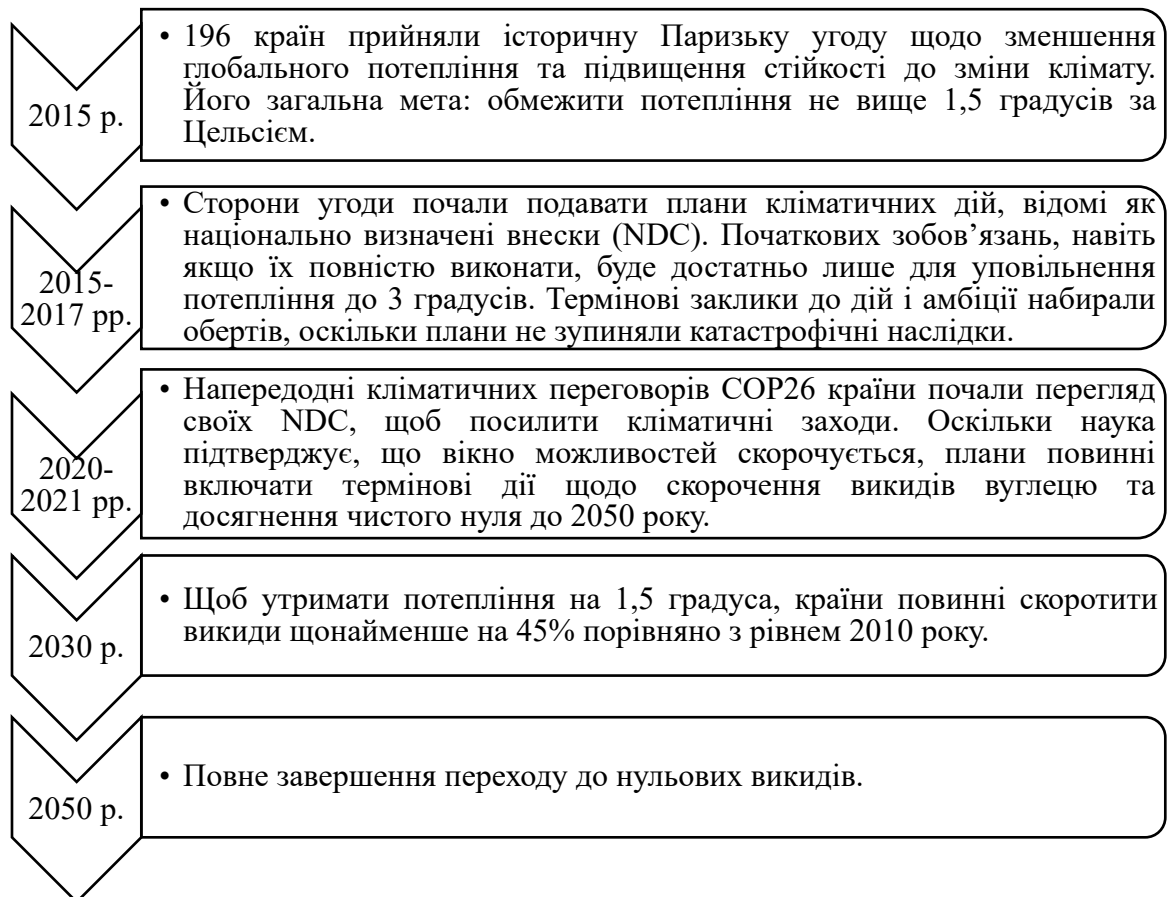 2015 р.
• 196 країн прийняли історичну Паризьку угоду щодо зменшення
глобального потепління та підвищення стійкості до зміни клімату.
Його загальна мета: обмежити потепління не вище 1,5 градусів за
Цельсієм.
2015-
2017 рр.
• Сторони угоди почали подавати плани кліматичних дій, відомі як
національно визначені внески (NDC). Початкових зобов’язань, навіть
якщо їх повністю виконати, буде достатньо лише для уповільнення
потепління до 3 градусів. Термінові заклики до дій і амбіції набирали
обертів, оскільки плани не зупиняли катастрофічні наслідки.
2020-
2021 рр.
• Напередодні кліматичних переговорів COP26 країни почали перегляд
своїх NDC, щоб посилити кліматичні заходи. Оскільки наука
підтверджує, що вікно можливостей скорочується, плани повинні
включати термінові дії щодо скорочення викидів вуглецю та
досягнення чистого нуля до 2050 року.
2030 р.
• Щоб утримати потепління на 1,5 градуса, країни повинні скоротити
викиди щонайменше на 45% порівняно з рівнем 2010 року.
2050 р.
• Повне завершення переходу до нульових викидів.